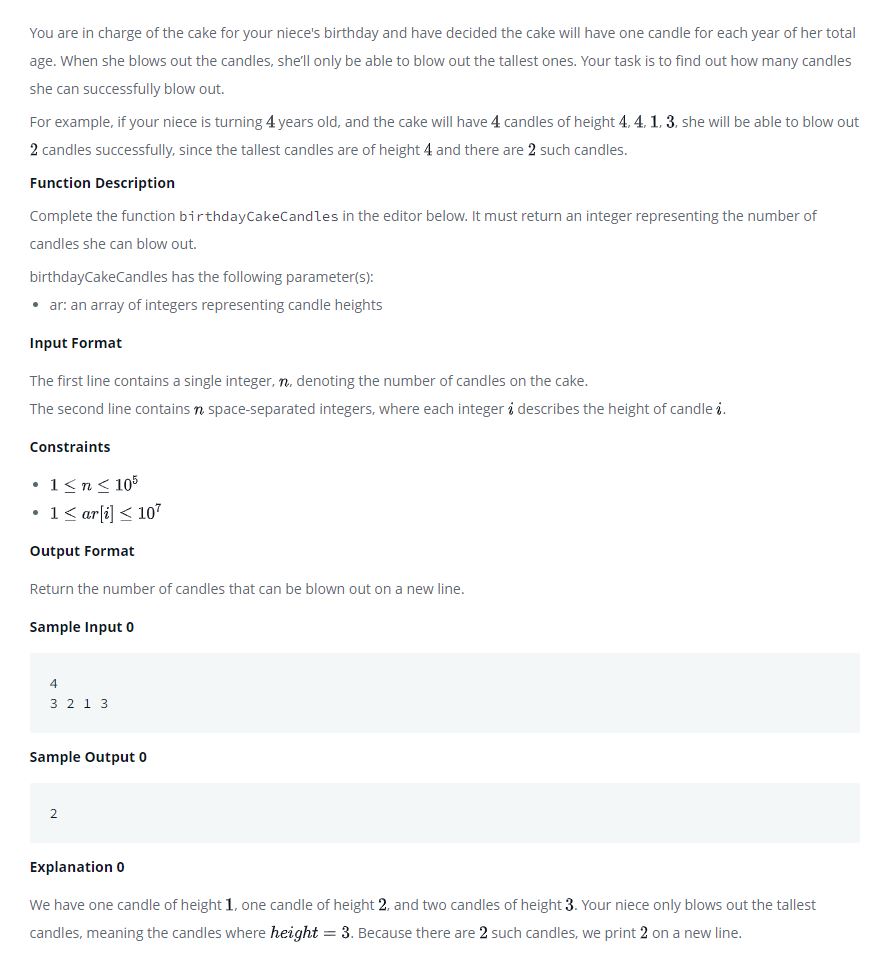 You are in charge of the cake for your niece's birthday and have decided the cake will have one candle for each year of her total
age. When she blows out the candles, she'll only be able to blow out the tallest ones. Your task is to find out how many candles
she can successfully blow out.
For example, if your niece is turning 4 years old, and the cake will have 4 candles of height 4, 4, 1, 3, she will be able to blow out
2 candles successfully, since the tallest candles are of height 4 and there are 2 such candles.
Function Description
Complete the function birthdayCakeCandles in the editor below. It must return an integer representing the number of
candles she can blow out.
birthdayCakeCandles has the following parameter(s):
• ar: an array of integers representing candle heights
Input Format
The first line contains a single integer, n, denoting the number of candles on the cake.
The second line contains n space-separated integers, where each integer i describes the height of candle i.
Constraints
• 1 ≤ n ≤ 10⁵
• 1 ≤ ar[i] ≤ 10⁷
Output Format
Return the number of candles that can be blown out on a new line.
Sample Input 0
4
3 2 1 3
Sample Output 0
2
Explanation 0
We have one candle of height 1, one candle of height 2, and two candles of height 3. Your niece only blows out the tallest
candles, meaning the candles where height = 3. Because there are 2 such candles, we print 2 on a new line.